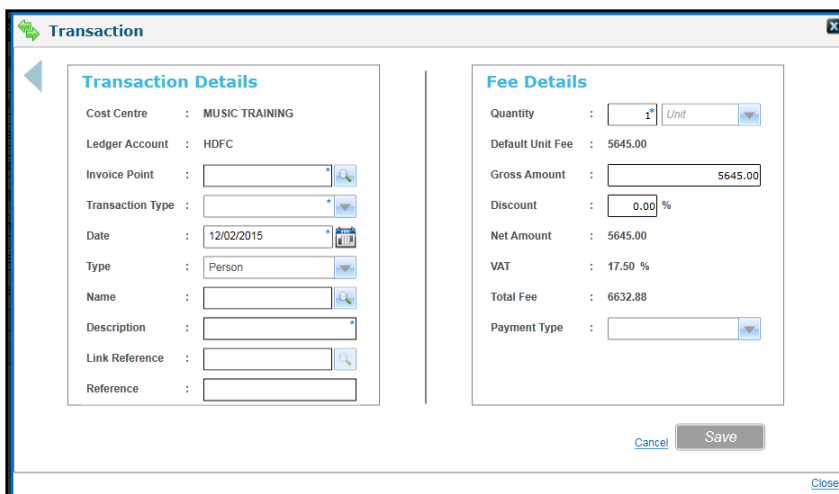 Transaction
Transaction Details
Cost Centre : MUSIC TRAINING
Ledger Account : HDFC
Invoice Point : *
Transaction Type : *
Date : 12/02/2015 *
Type : Person
Name :
Description : *
Link Reference :
Reference :
Fee Details
Quantity : 1* Unit
Default Unit Fee : 5645.00
Gross Amount : 5645.00
Discount : 0.00 %
Net Amount : 5645.00
VAT : 17.50 %
Total Fee : 6632.88
Payment Type :
Cancel Save
Close